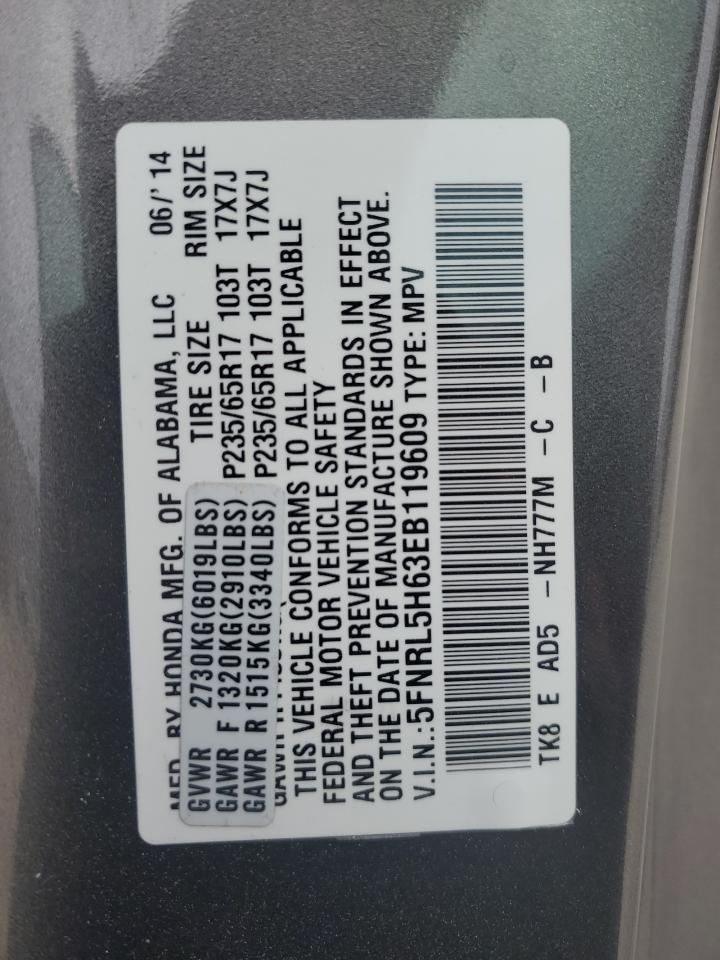 MFD. BY HONDA MFG. OF ALABAMA, LLC 06/'14
TIRE SIZE RIM SIZE
GVWR 2730KG(6019LBS)
GAWR F 1320KG(2910LBS) P235/65R17 103T 17X7J
GAWR R 1515KG(3340LBS) P235/65R17 103T 17X7J
THIS VEHICLE CONFORMS TO ALL APPLICABLE
FEDERAL MOTOR VEHICLE SAFETY
AND THEFT PREVENTION STANDARDS IN EFFECT
ON THE DATE OF MANUFACTURE SHOWN ABOVE.
V.I.N.:5FNRL5H63EB119609 TYPE: MPV
TK8 E AD5 -NH777M -C -B